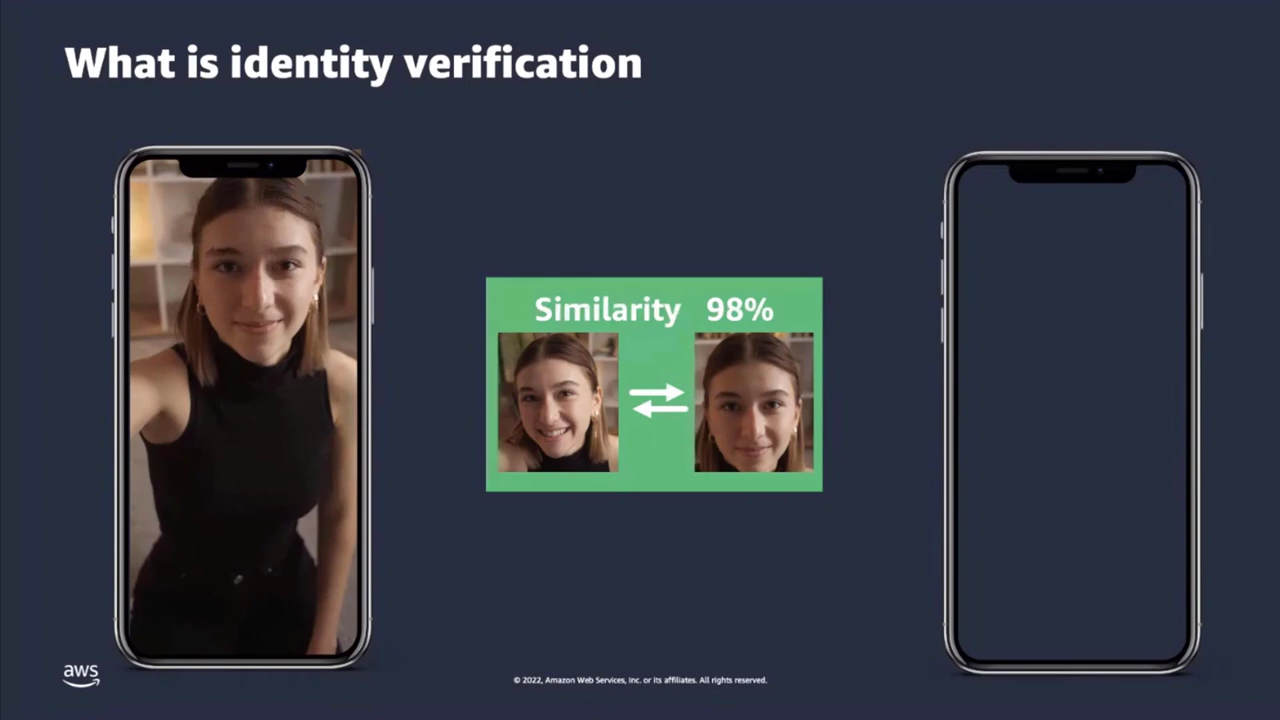 What is identity verification
Similarity 98%
aws
© 2022, Amazon Web Services, Inc. or its affiliates. All rights reserved.